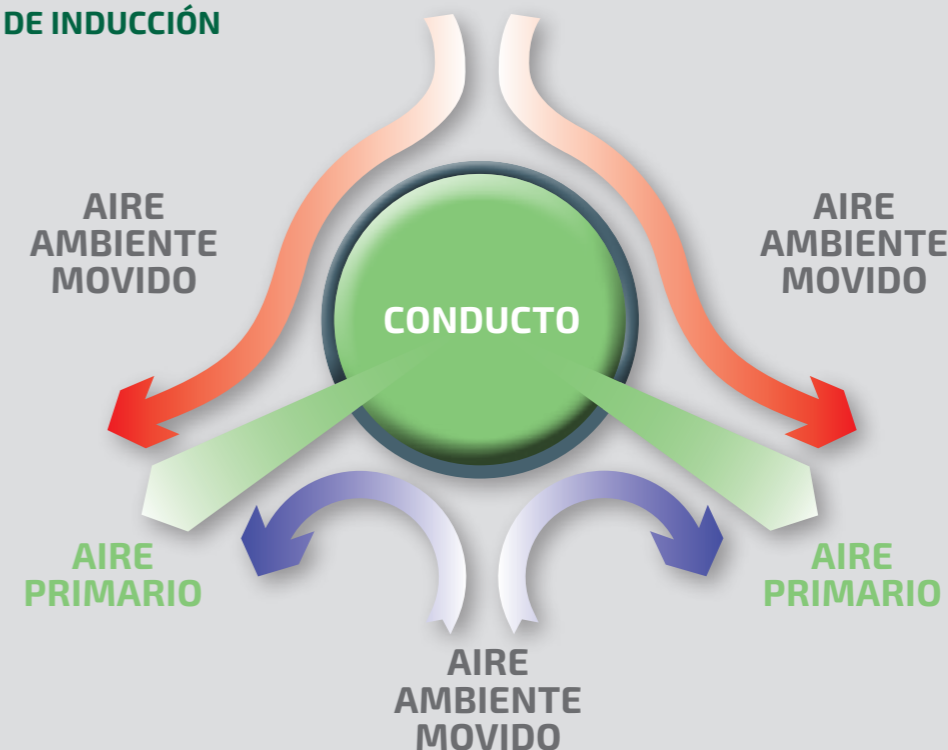 DE INDUCCIÓN
AIRE
AMBIENTE
MOVIDO
AIRE
AMBIENTE
MOVIDO
CONDUCTO
AIRE
PRIMARIO
AIRE
PRIMARIO
AIRE
AMBIENTE
MOVIDO